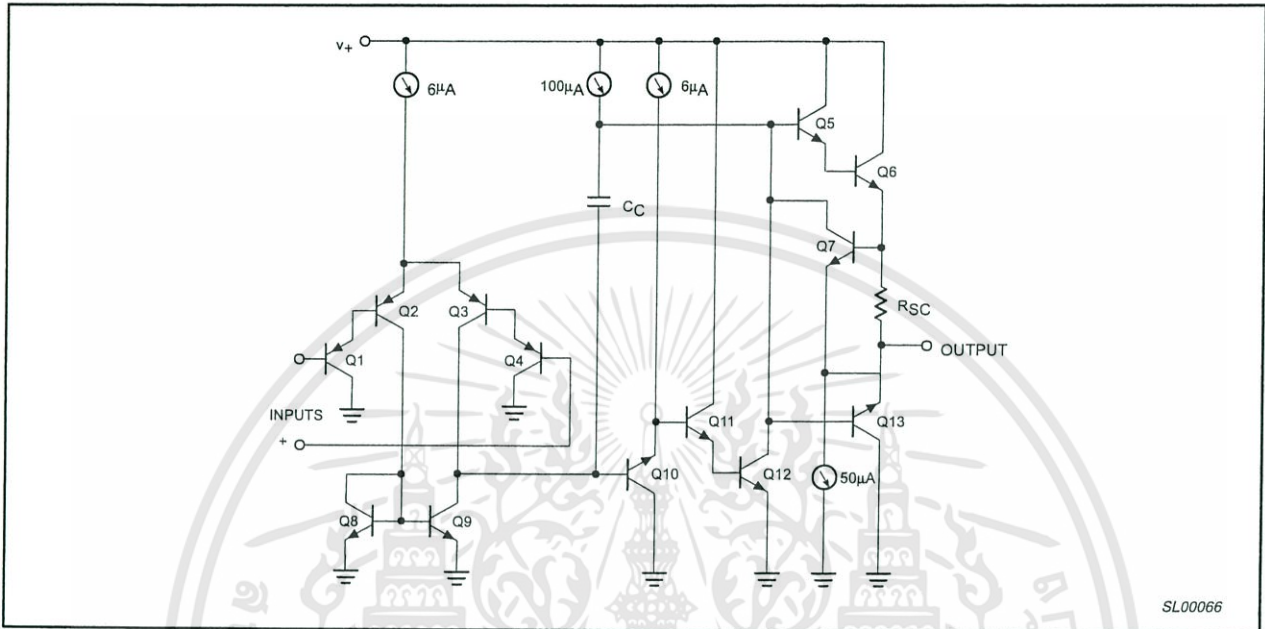 V+
6μA
100μA
6μA
Q5
Q6
CC
Q7
Q2
Q3
RSC
Q1
Q4
OUTPUT
INPUTS
Q11
Q13
+
Q10
Q12
50μA
Q8
Q9
SL00066